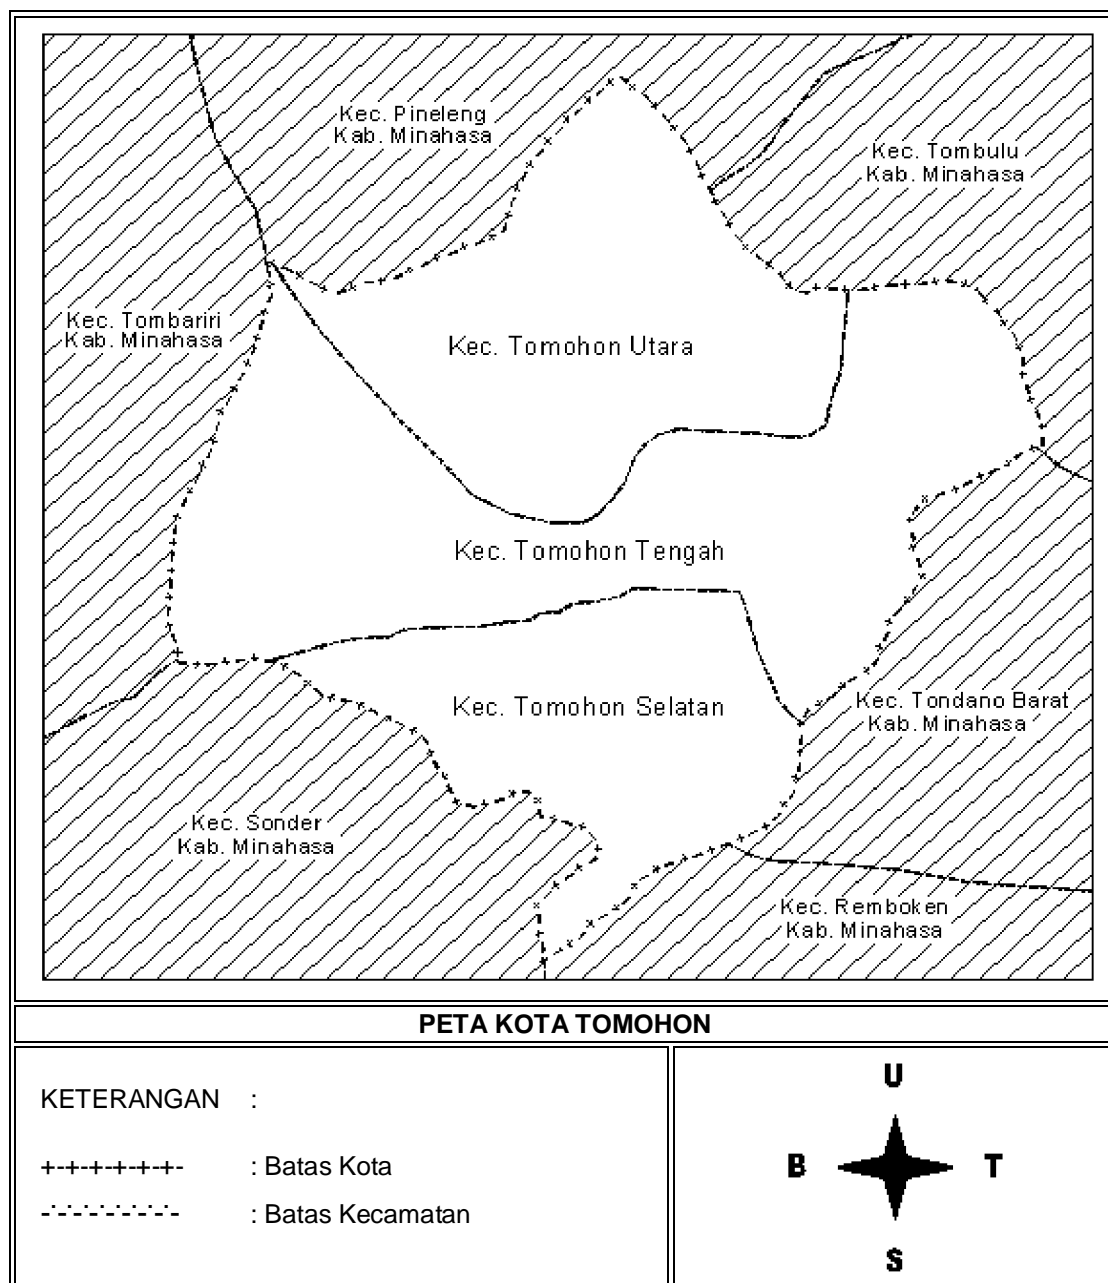 Kec. Pineleng
Kab. Minahasa
Kec. Tombulu
Kab. Minahasa
Kec. Tombariri
Kab. Minahasa
Kec. Tomohon Utara
Kec. Tomohon Tengah
Kec. Tomohon Selatan
Kec. Tondano Barat
Kab. Minahasa
Kec. Sonder
Kab. Minahasa
Kec. Remboken
Kab. Minahasa
PETA KOTA TOMOHON
KETERANGAN :
+-+-+-+-+-+- : Batas Kota
-·-·-·-·-·-·-·- : Batas Kecamatan
U
B T
S